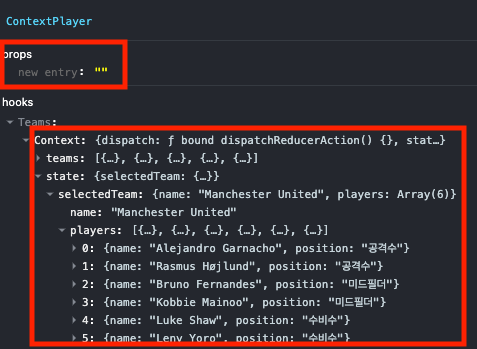 ContextPlayer
props
new entry: ""
hooks
Teams:
Context: {dispatch: ƒ bound dispatchReducerAction() {}, stat…}
teams: [{…}, {…}, {…}, {…}, {…}]
state: {selectedTeam: {…}}
selectedTeam: {name: "Manchester United", players: Array(6)}
name: "Manchester United"
players: [{…}, {…}, {…}, {…}, {…}, {…}]
0: {name: "Alejandro Garnacho", position: "공격수"}
1: {name: "Rasmus Højlund", position: "공격수"}
2: {name: "Bruno Fernandes", position: "미드필더"}
3: {name: "Kobbie Mainoo", position: "미드필더"}
4: {name: "Luke Shaw", position: "수비수"}
5: {name: "Leny Yoro", position: "수비수"}